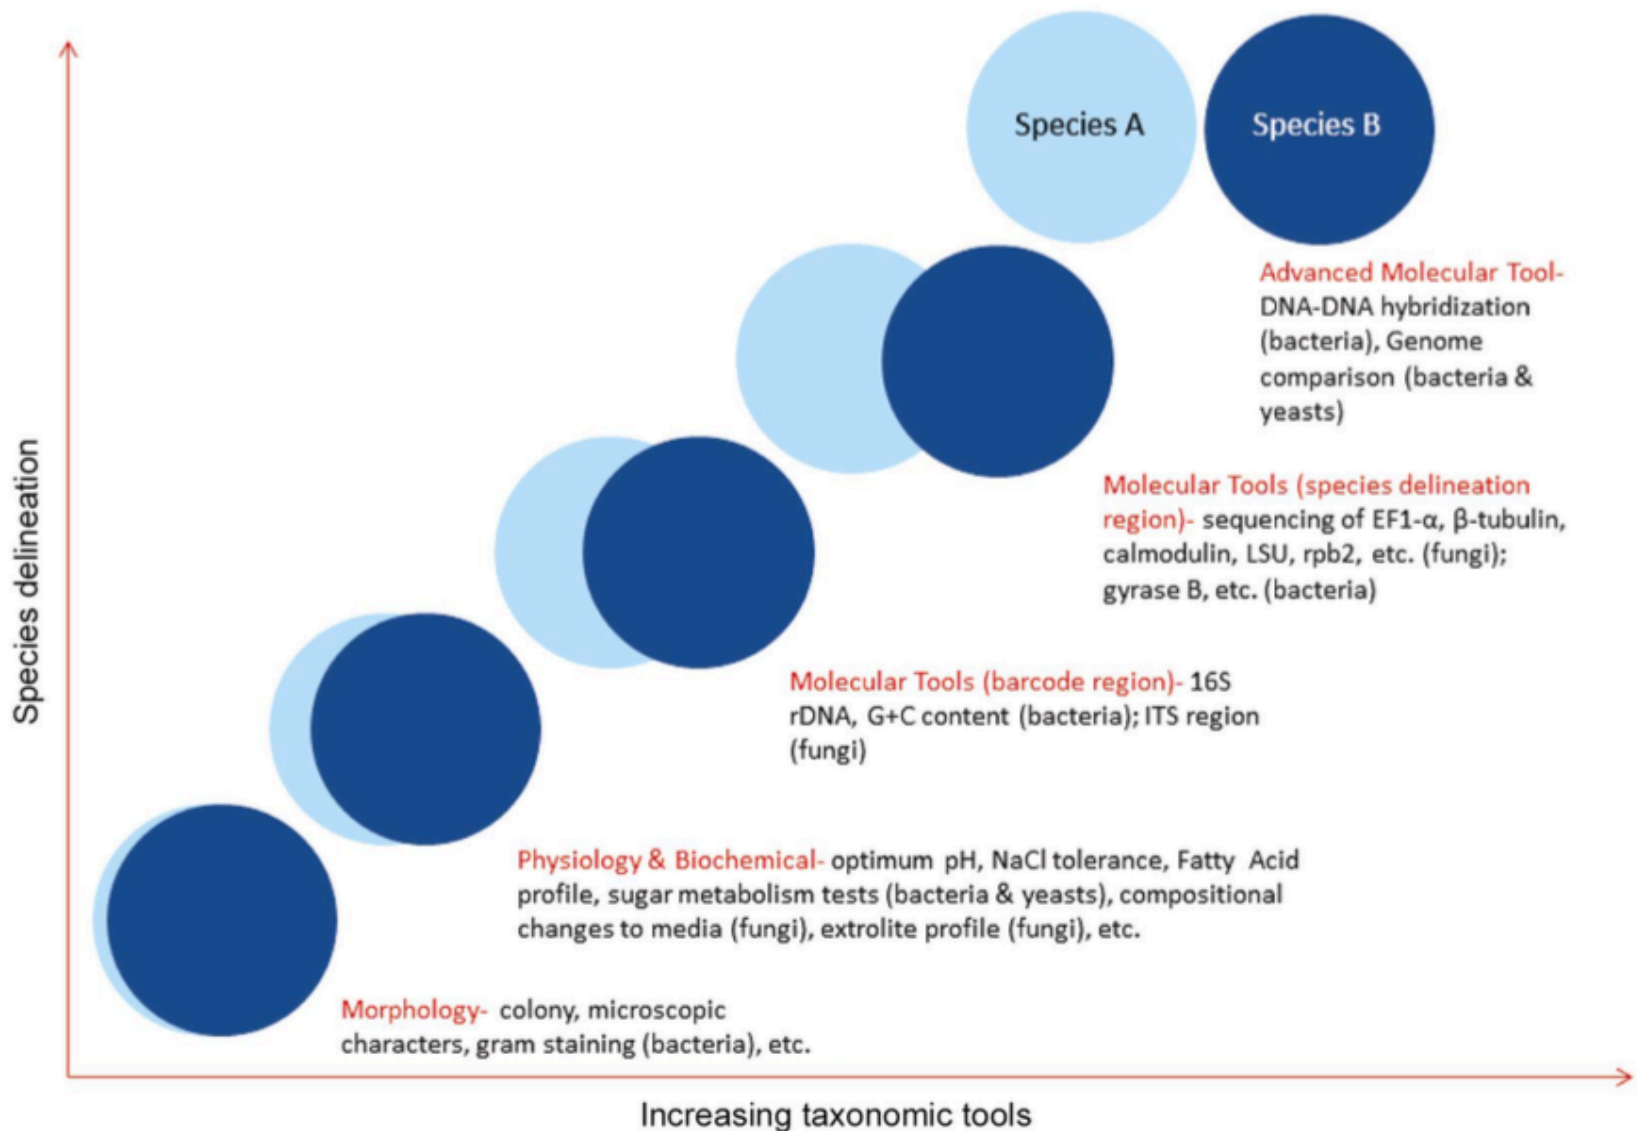 Species delineation
Species A
Species B
Advanced Molecular Tool-
DNA-DNA hybridization
(bacteria), Genome
comparison (bacteria &
yeasts)
Molecular Tools (species delineation
region)- sequencing of EF1-α, β-tubulin,
calmodulin, LSU, rpb2, etc. (fungi);
gyrase B, etc. (bacteria)
Molecular Tools (barcode region)- 16S
rDNA, G+C content (bacteria); ITS region
(fungi)
Physiology & Biochemical- optimum pH, NaCl tolerance, Fatty Acid
profile, sugar metabolism tests (bacteria & yeasts), compositional
changes to media (fungi), extrolite profile (fungi), etc.
Morphology- colony, microscopic
characters, gram staining (bacteria), etc.
Increasing taxonomic tools